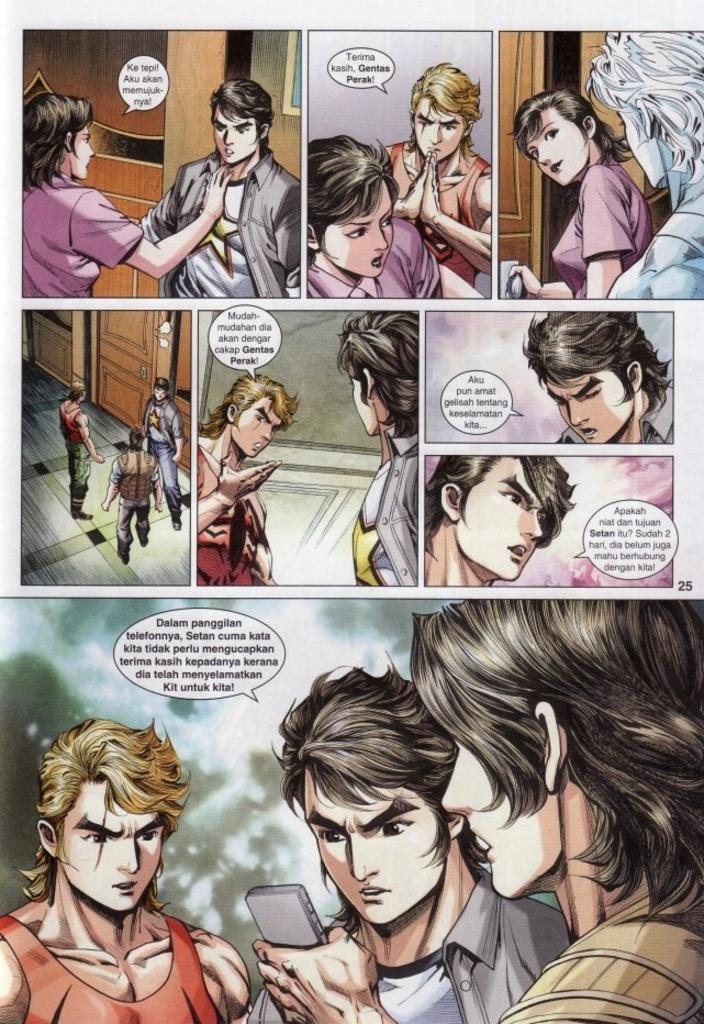 Ke tepi!
Aku akan
memujuk-
nya!
Terima
kasih, Gentas
Perak!
Mudah-
mudahan dia
akan dengar
cakap Gentas
Perak!
Aku
pun amat
gelisah tentang
keselamatan
kita...
Apakah
niat dan tujuan
Setan itu? Sudah 2
hari, dia belum juga
mahu berhubung
dengan kita!
25
Dalam panggilan
telefonnya, Setan cuma kata
kita tidak perlu mengucapkan
terima kasih kepadanya kerana
dia telah menyelamatkan
Kit untuk kita!